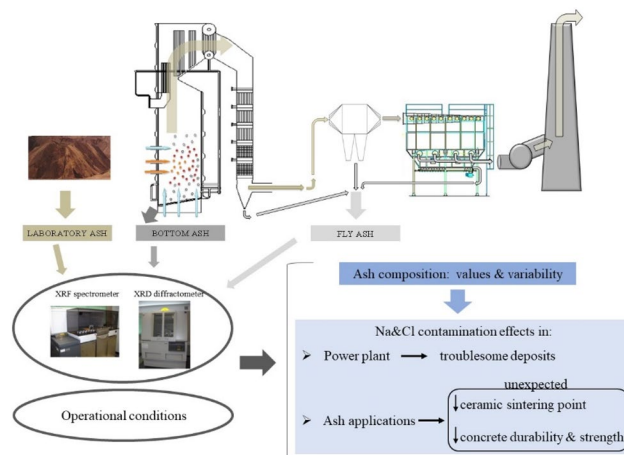 LABORATORY ASH
BOTTOM ASH
FLY ASH
XRF spectrometer
XRD diffractometer
Operational conditions
Ash composition: values & variability
Na&Cl contamination effects in:
Power plant
troublesome deposits
unexpected
Ash applications
ceramic sintering point
concrete durability & strength